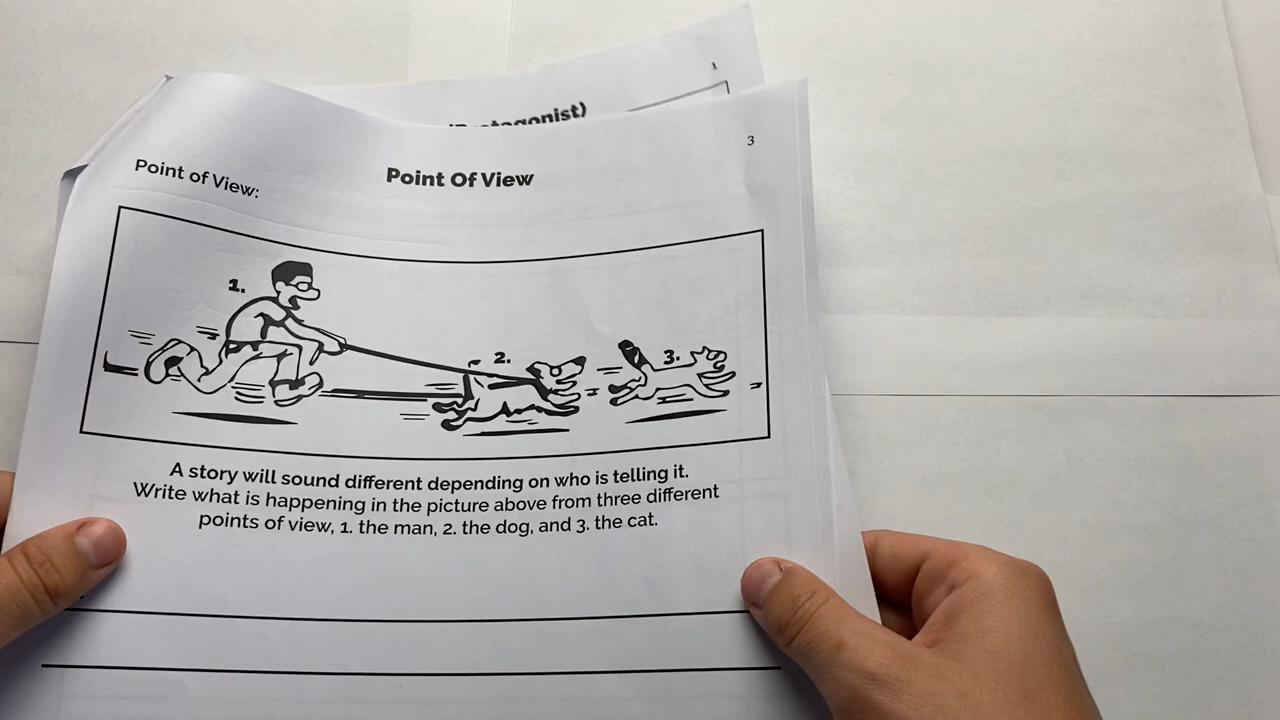 1
3
Point of View:
Point Of View
1.
2.
3.
A story will sound different depending on who is telling it.
Write what is happening in the picture above from three different
points of view, 1. the man, 2. the dog, and 3. the cat.